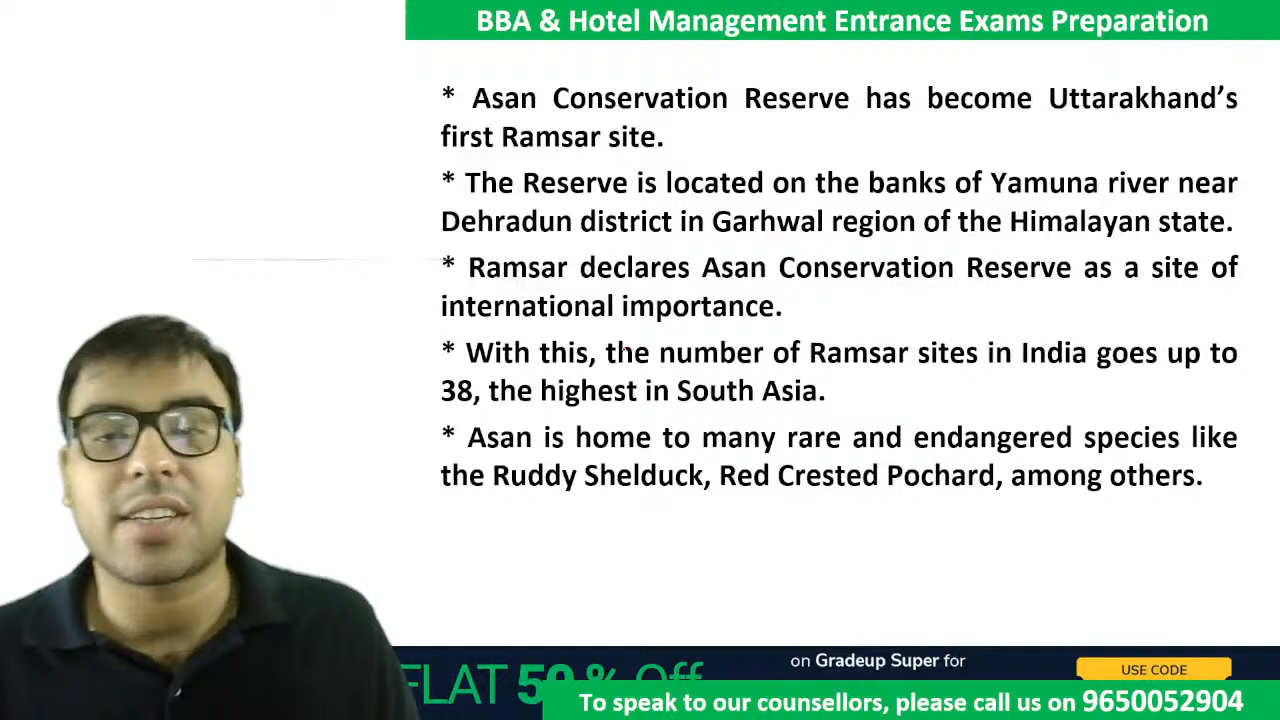 BBA & Hotel Management Entrance Exams Preparation
* Asan Conservation Reserve has become Uttarakhand’s
first Ramsar site.
* The Reserve is located on the banks of Yamuna river near
Dehradun district in Garhwal region of the Himalayan state.
* Ramsar declares Asan Conservation Reserve as a site of
international importance.
* With this, the number of Ramsar sites in India goes up to
38, the highest in South Asia.
* Asan is home to many rare and endangered species like
the Ruddy Shelduck, Red Crested Pochard, among others.
FLAT 50 % Off
on Gradeup Super for
USE CODE
To speak to our counsellors, please call us on 9650052904